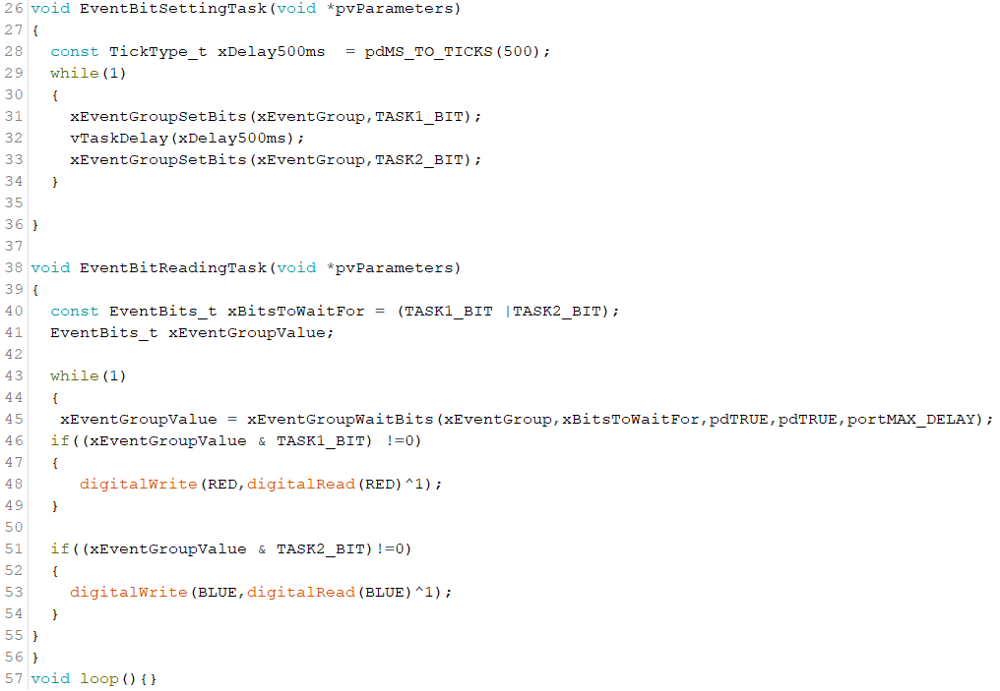 26 void EventBitSettingTask(void *pvParameters)
27 {
28   const TickType_t xDelay500ms  = pdMS_TO_TICKS(500);
29   while(1)
30   {
31     xEventGroupSetBits(xEventGroup,TASK1_BIT);
32     vTaskDelay(xDelay500ms);
33     xEventGroupSetBits(xEventGroup,TASK2_BIT);
34   }
35
36 }
37
38 void EventBitReadingTask(void *pvParameters)
39 {
40   const EventBits_t xBitsToWaitFor = (TASK1_BIT |TASK2_BIT);
41   EventBits_t xEventGroupValue;
42
43   while(1)
44   {
45    xEventGroupValue = xEventGroupWaitBits(xEventGroup,xBitsToWaitFor,pdTRUE,pdTRUE,portMAX_DELAY);
46   if((xEventGroupValue & TASK1_BIT) !=0)
47   {
48      digitalWrite(RED,digitalRead(RED)^1);
49   }
50
51   if((xEventGroupValue & TASK2_BIT)!=0)
52   {
53     digitalWrite(BLUE,digitalRead(BLUE)^1);
54   }
55 }
56 }
57 void loop(){}